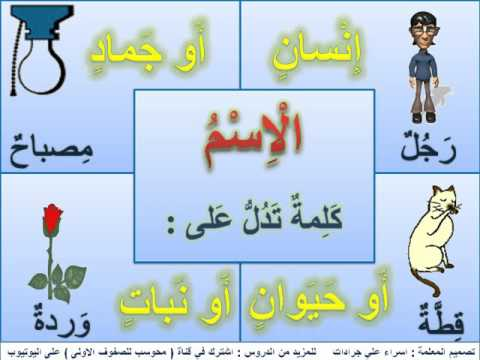 الْاِسْمُ
كَلِمةٌ تَدُلُّ عَلى :
إِنْسانٍ
رَجُلٌ
أَو حَيَوانٍ
قِطَّةٌ
أَو نَباتٍ
وَردةٌ
أَو جَمادِ
مِصباحٌ
تصميم المعلمة : اسراء علي جرادات للمزيد من الدروس : اشترك في قناة ( محوسب للصفوف الاولى ) على اليوتيوب